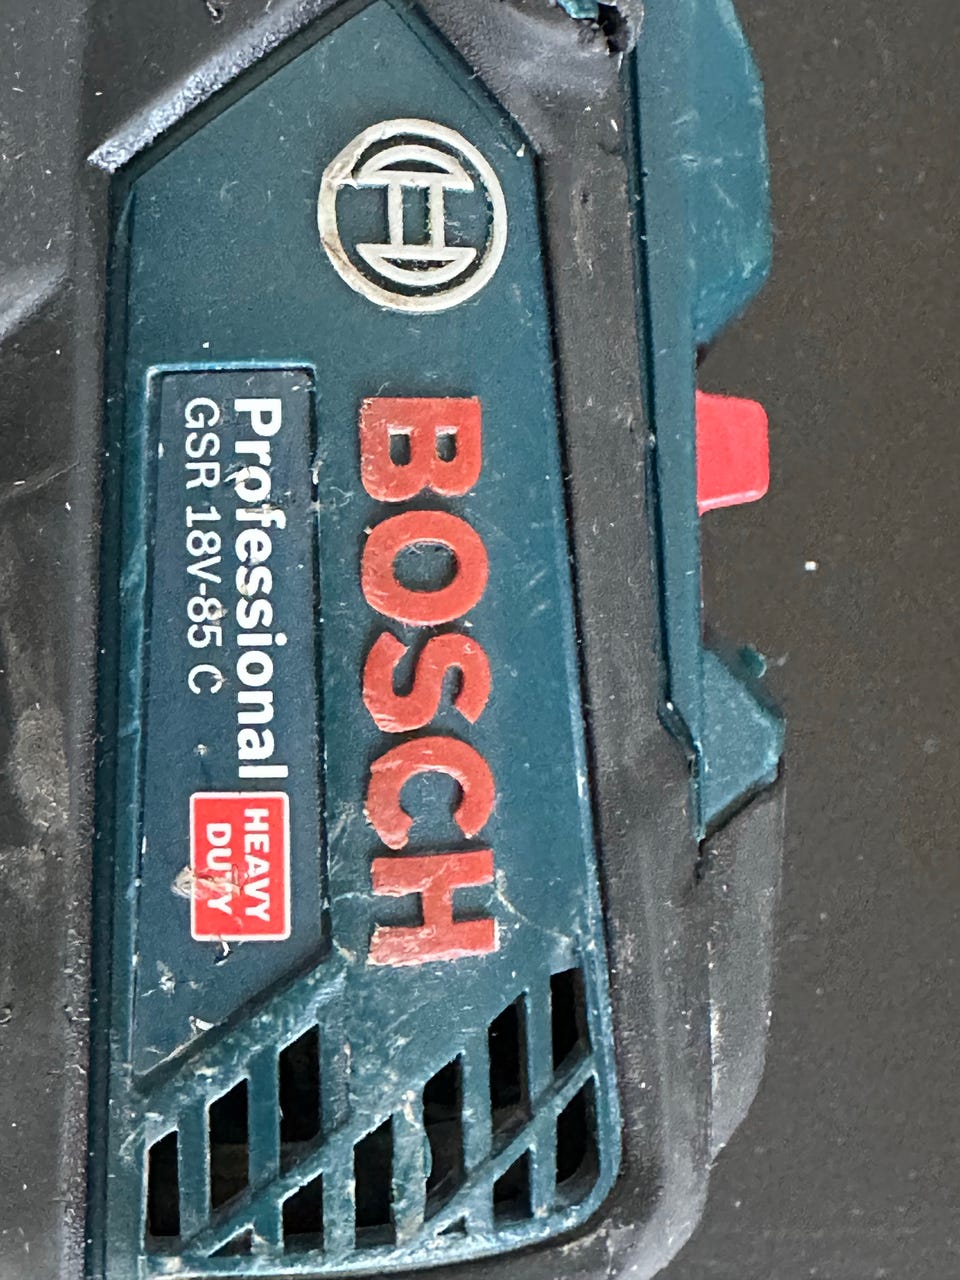 BOSCH
Professional
GSR 18V-85 C
HEAVY
DUTY